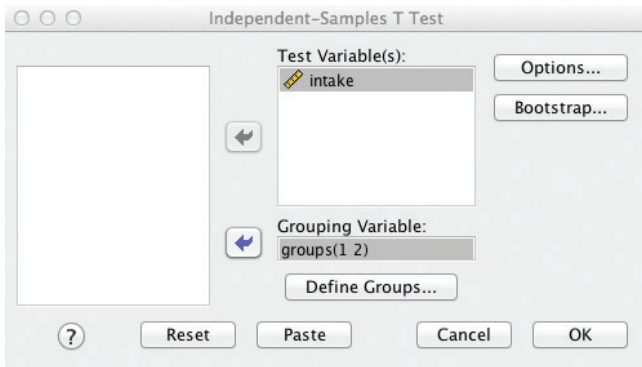 Independent-Samples T Test
Test Variable(s):
intake
Options...
Bootstrap...
Grouping Variable:
groups(1 2)
Define Groups...
?
Reset
Paste
Cancel
OK